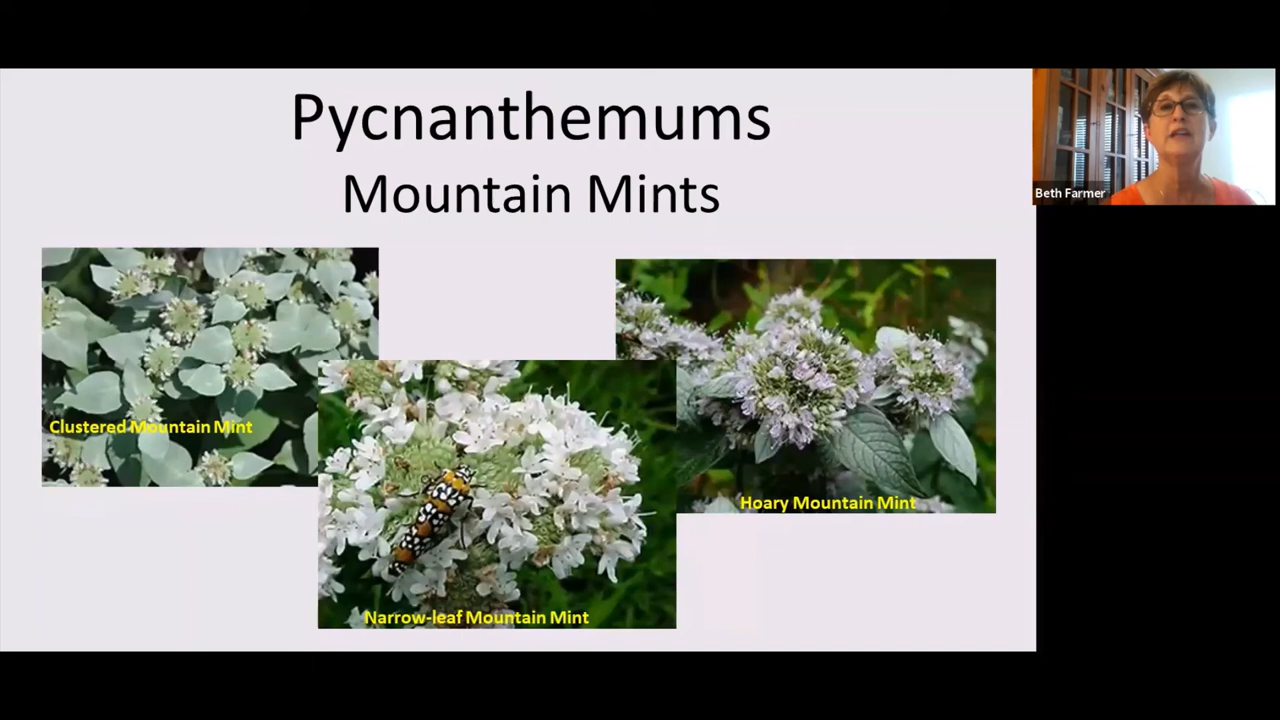 Pycnanthemums
Mountain Mints
Beth Farmer
Clustered Mountain Mint
Hoary Mountain Mint
Narrow-leaf Mountain Mint